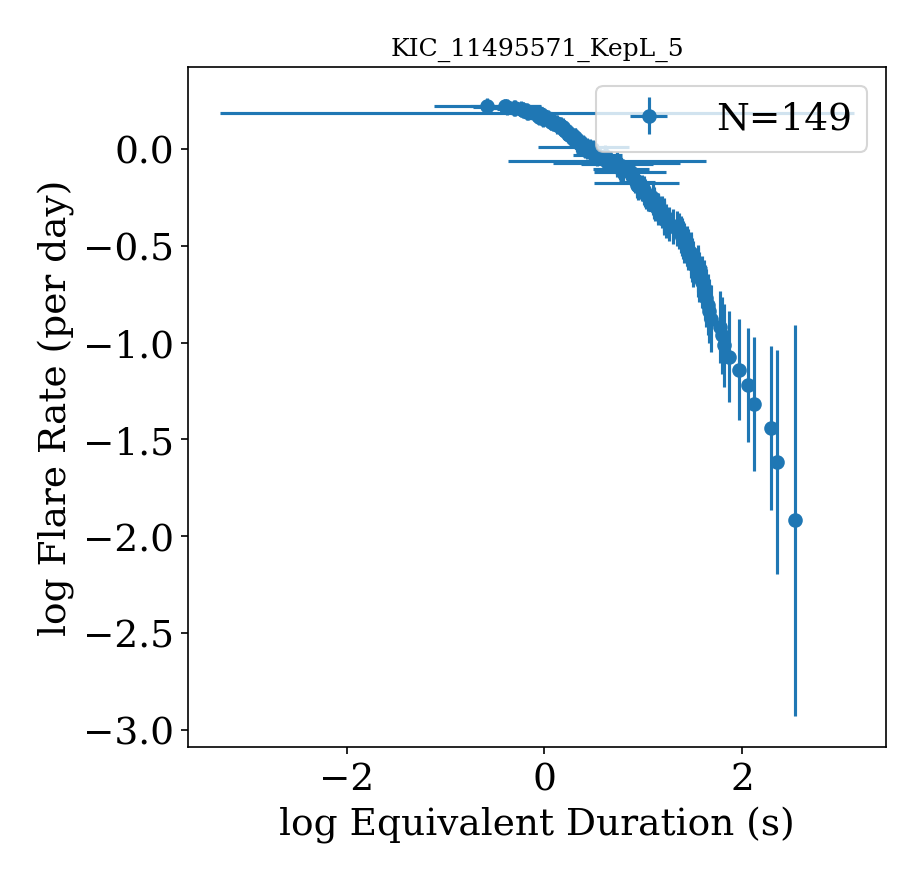 KIC_11495571_KepL_5
N=149
0.0
−0.5
−1.0
−1.5
−2.0
−2.5
−3.0
log Flare Rate (per day)
−2 0 2
log Equivalent Duration (s)